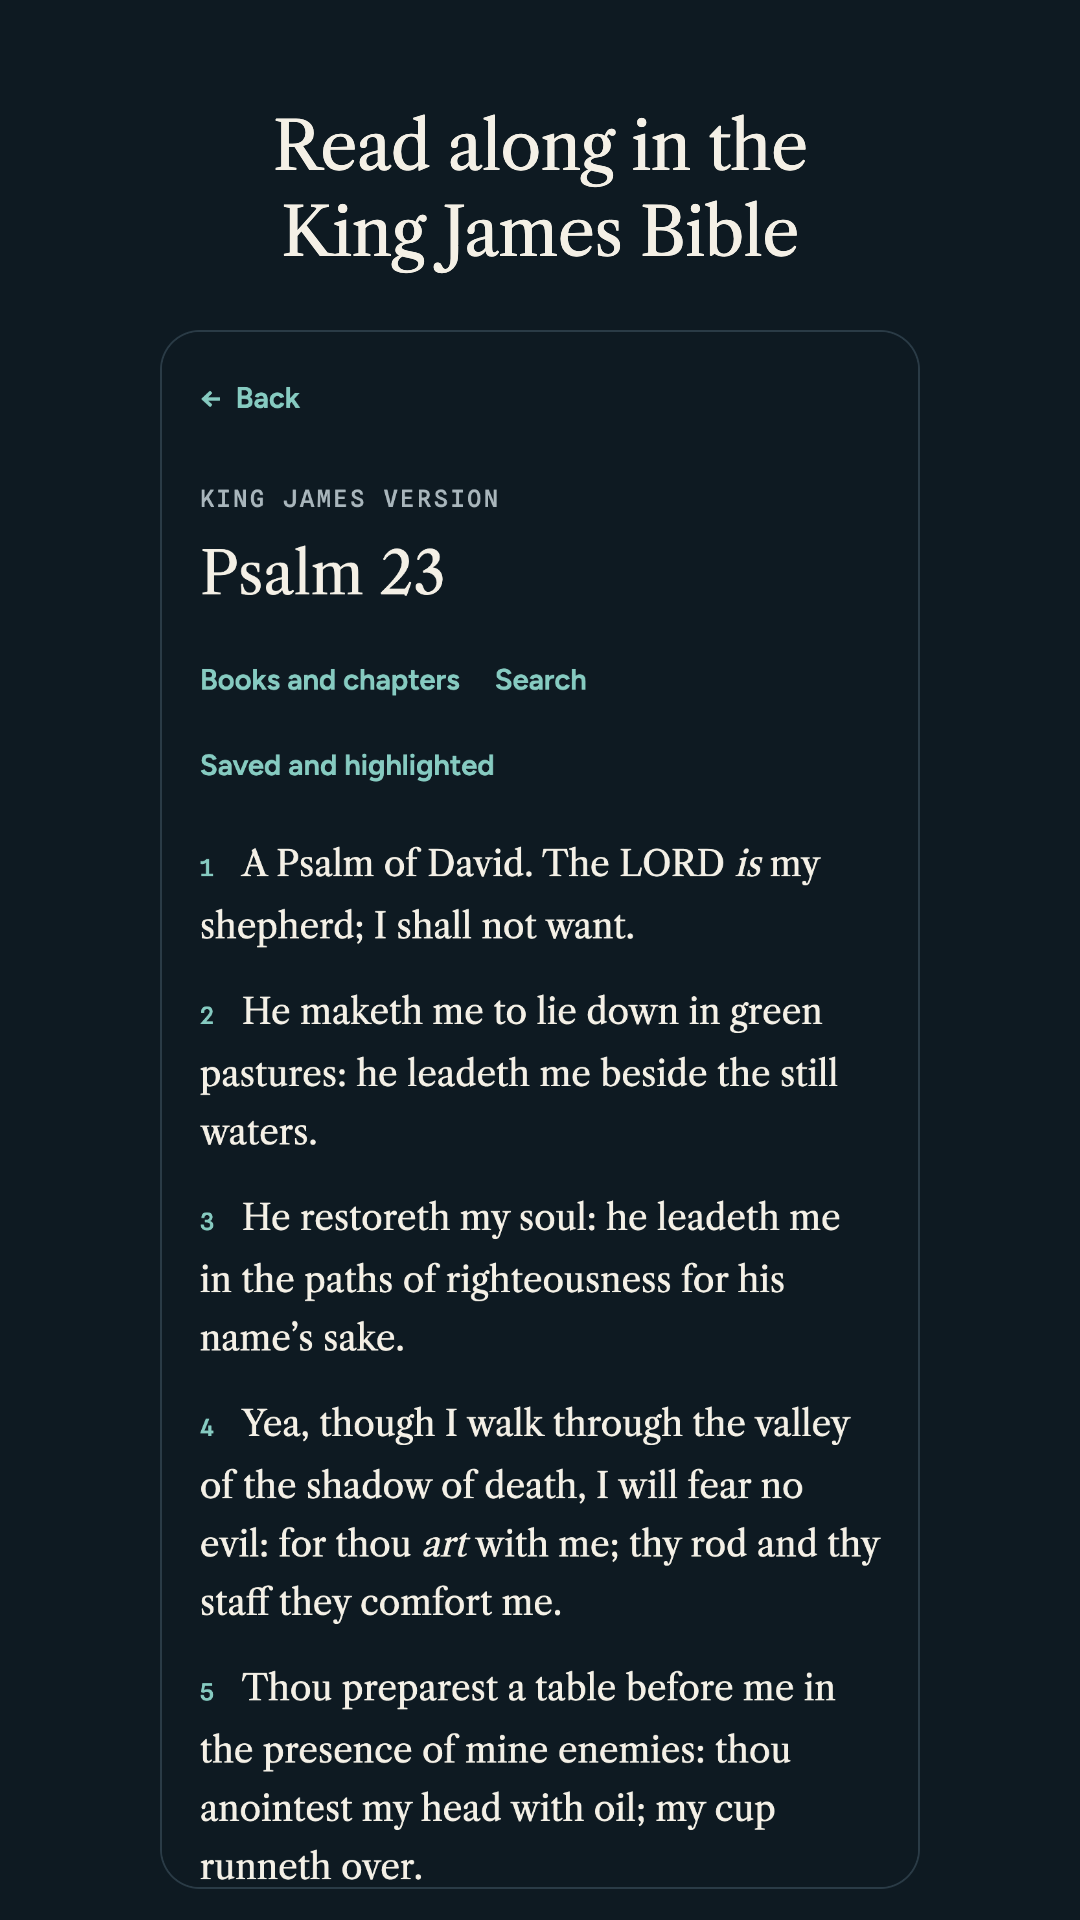 Read along in the
King James Bible
← Back
KING JAMES VERSION
Psalm 23
Books and chapters Search
Saved and highlighted
1 A Psalm of David. The LORD is my
shepherd; I shall not want.
2 He maketh me to lie down in green
pastures: he leadeth me beside the still
waters.
3 He restoreth my soul: he leadeth me
in the paths of righteousness for his
name’s sake.
4 Yea, though I walk through the valley
of the shadow of death, I will fear no
evil: for thou art with me; thy rod and thy
staff they comfort me.
5 Thou preparest a table before me in
the presence of mine enemies: thou
anointest my head with oil; my cup
runneth over.